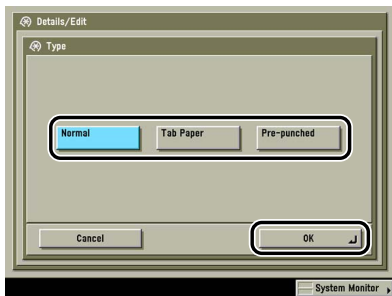 Details/Edit
Type
Normal Tab Paper Pre-punched
Cancel OK
System Monitor